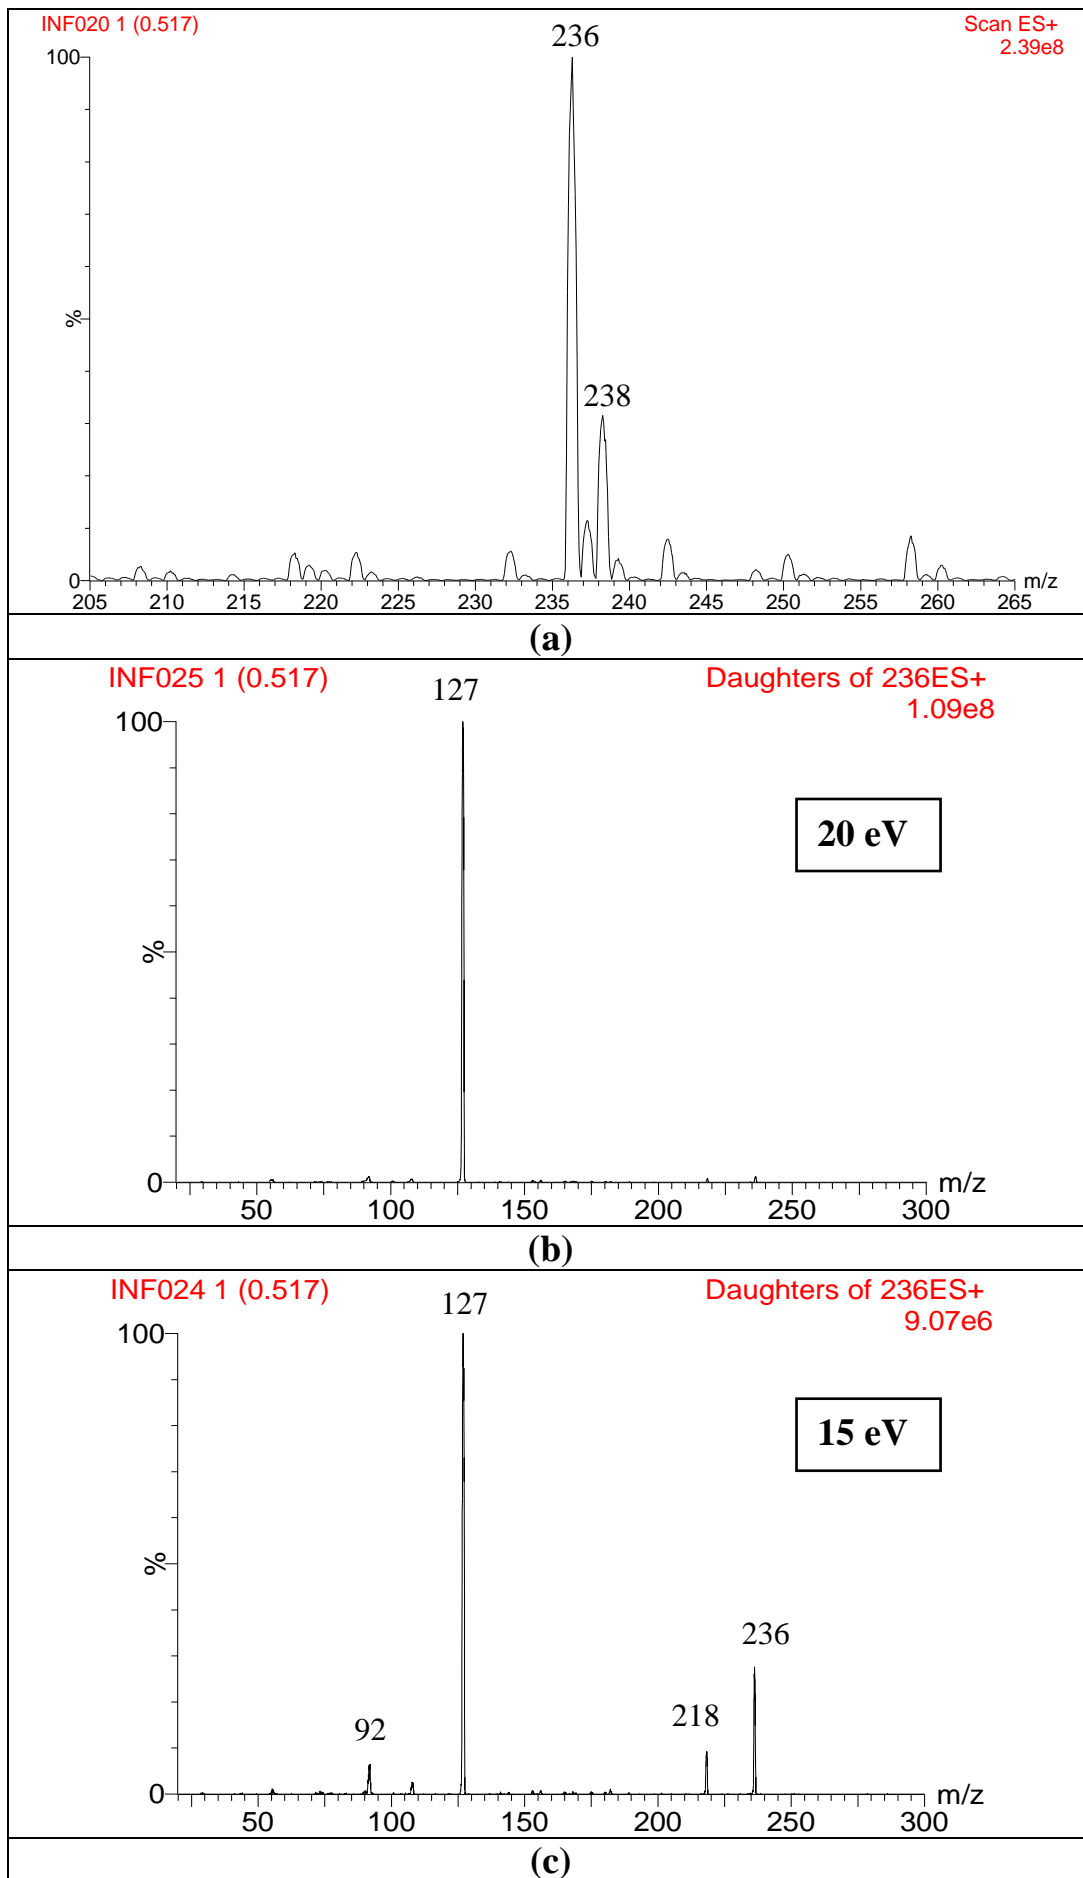 INF020 1 (0.517)
Scan ES+
2.39e8
236
238
100
%
0
205 210 215 220 225 230 235 240 245 250 255 260 265
m/z
(a)
INF025 1 (0.517)
Daughters of 236ES+
1.09e8
127
100
20 eV
%
0
50 100 150 200 250 300
m/z
(b)
INF024 1 (0.517)
Daughters of 236ES+
9.07e6
127
100
15 eV
%
236
218
92
0
50 100 150 200 250 300
m/z
(c)